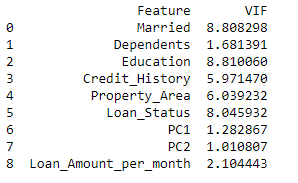 Feature VIF
0 Married 8.808298
1 Dependents 1.681391
2 Education 8.810060
3 Credit_History 5.971470
4 Property_Area 6.039232
5 Loan_Status 8.045932
6 PC1 1.282867
7 PC2 1.010807
8 Loan_Amount_per_month 2.104443